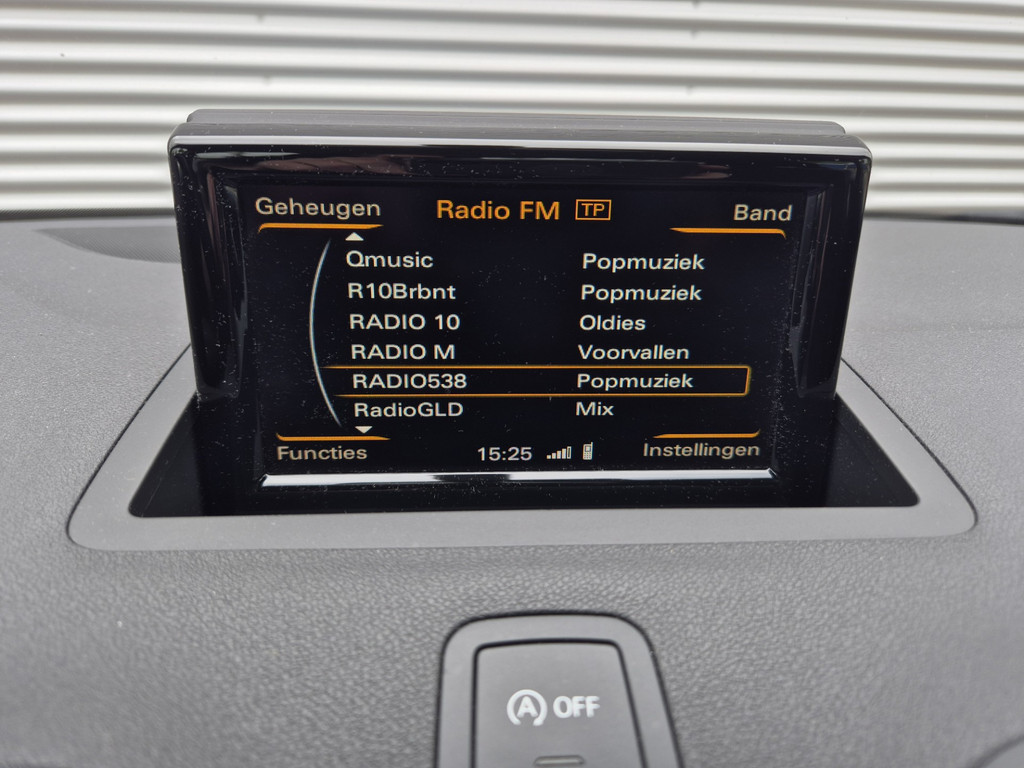 Geheugen Radio FM TP Band
Qmusic Popmuziek
R10Brbnt Popmuziek
RADIO 10 Oldies
RADIO M Voorvallen
RADIO538 Popmuziek
RadioGLD Mix
Functies 15:25 Instellingen
A OFF